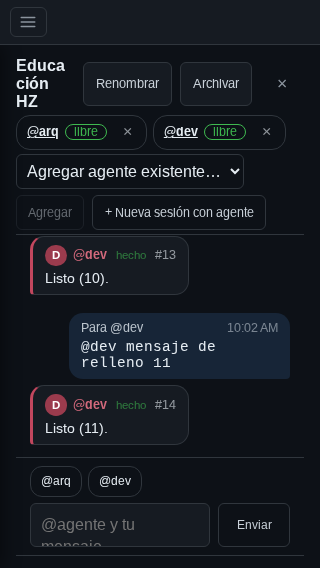 Educa
ción
HZ
Renombrar
Archivar
×
@arq libre ×
@dev libre ×
Agregar agente existente…
Agregar
+ Nueva sesión con agente
D @dev hecho #13
Listo (10).
Para @dev 10:02 AM
@dev mensaje de
relleno 11
D @dev hecho #14
Listo (11).
@arq @dev
@agente y tu
mensaje
Enviar